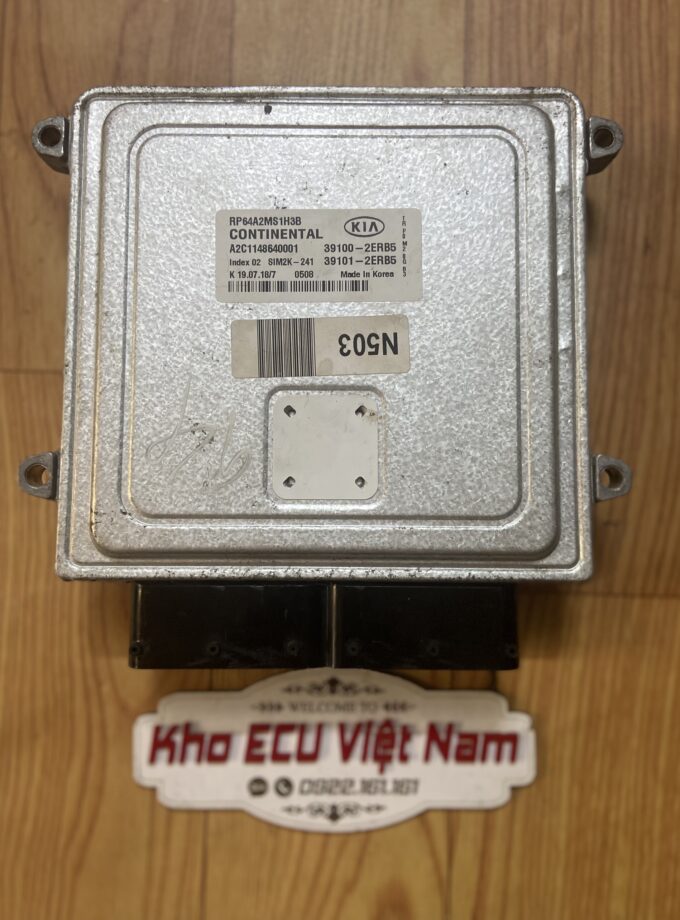 RP64A2MS1H3B
CONTINENTAL KIA
A2C1148640001 39100-2ERB5
Index 02 SIM2K-241 39101-2ERB5
K 19.07.18/7 0508 Made in Korea
N503
WELCOME TO
Kho ECU Việt Nam
0922.161.161